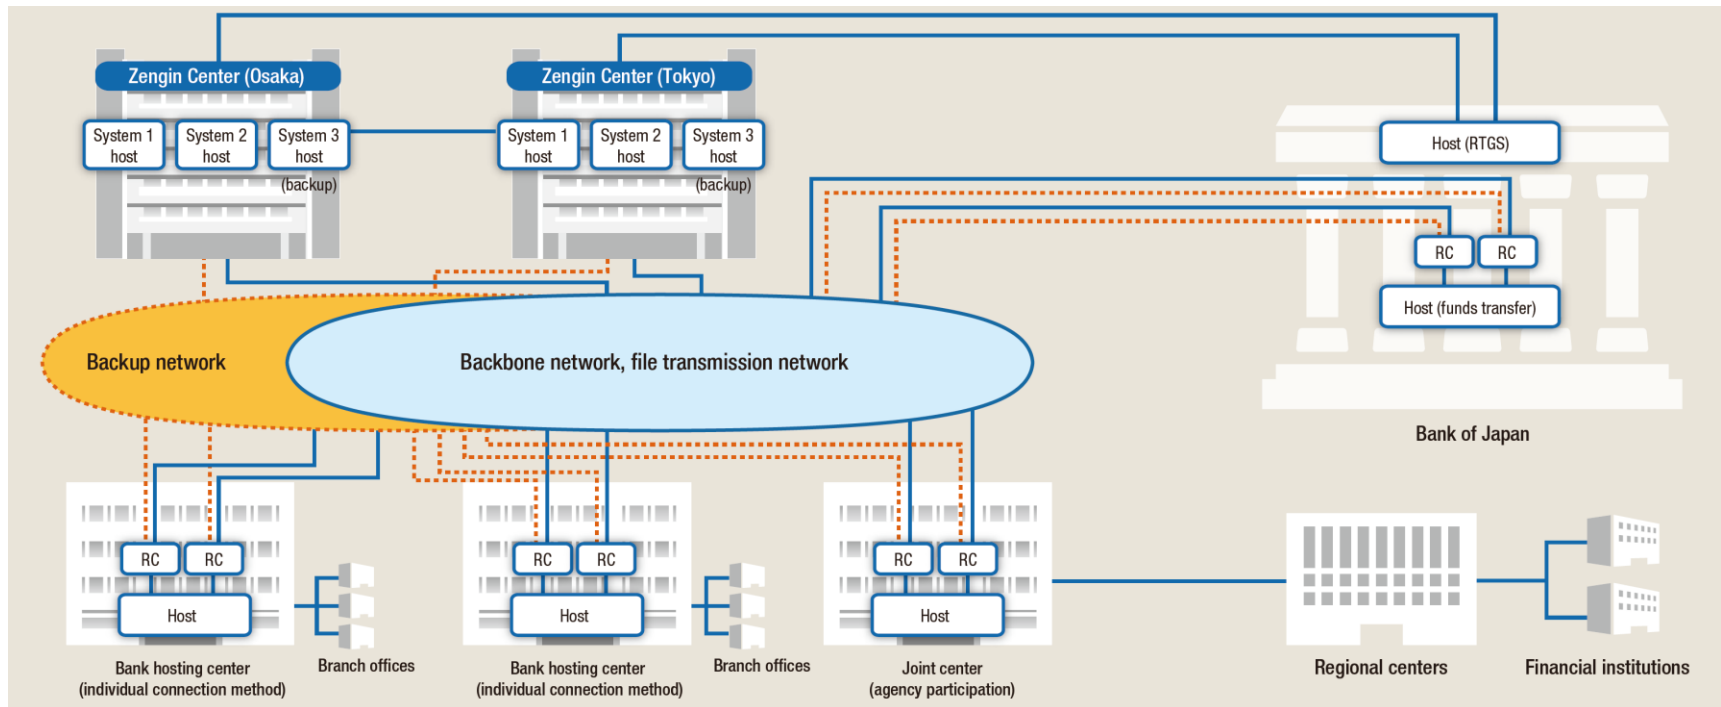 Zengin Center (Osaka)
Zengin Center (Tokyo)
System 1
host
System 2
host
System 3
host
(backup)
System 1
host
System 2
host
System 3
host
(backup)
Host (RTGS)
RC
RC
Host (funds transfer)
Bank of Japan
Backup network
Backbone network, file transmission network
RC
RC
Host
Bank hosting center
(individual connection method)
Branch offices
RC
RC
Host
Bank hosting center
(individual connection method)
Branch offices
RC
RC
Host
Joint center
(agency participation)
Regional centers
Financial institutions